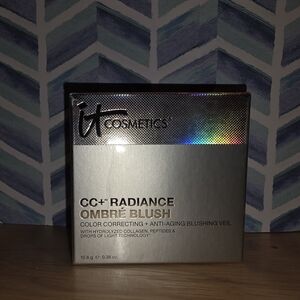 it COSMETICS
CC+ RADIANCE
OMBRÉ BLUSH
COLOR CORRECTING + ANTI-AGING BLUSHING VEIL
WITH HYDROLYZED COLLAGEN, PEPTIDES &
DROPS OF LIGHT TECHNOLOGY™